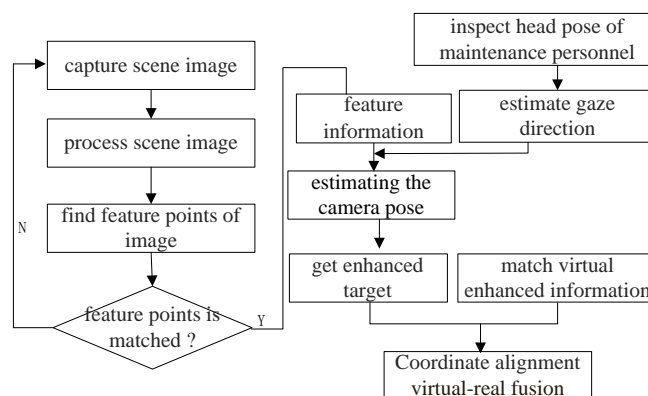 capture scene image
process scene image
find feature points of
image
feature points is
matched ?
N
Y
inspect head pose of
maintenance personnel
feature
information
estimate gaze
direction
estimating the
camera pose
get enhanced
target
match virtual
enhanced information
Coordinate alignment
virtual-real fusion